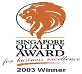 SINGAPORE
QUALITY
AWARD
for business excellence
2003 Winner